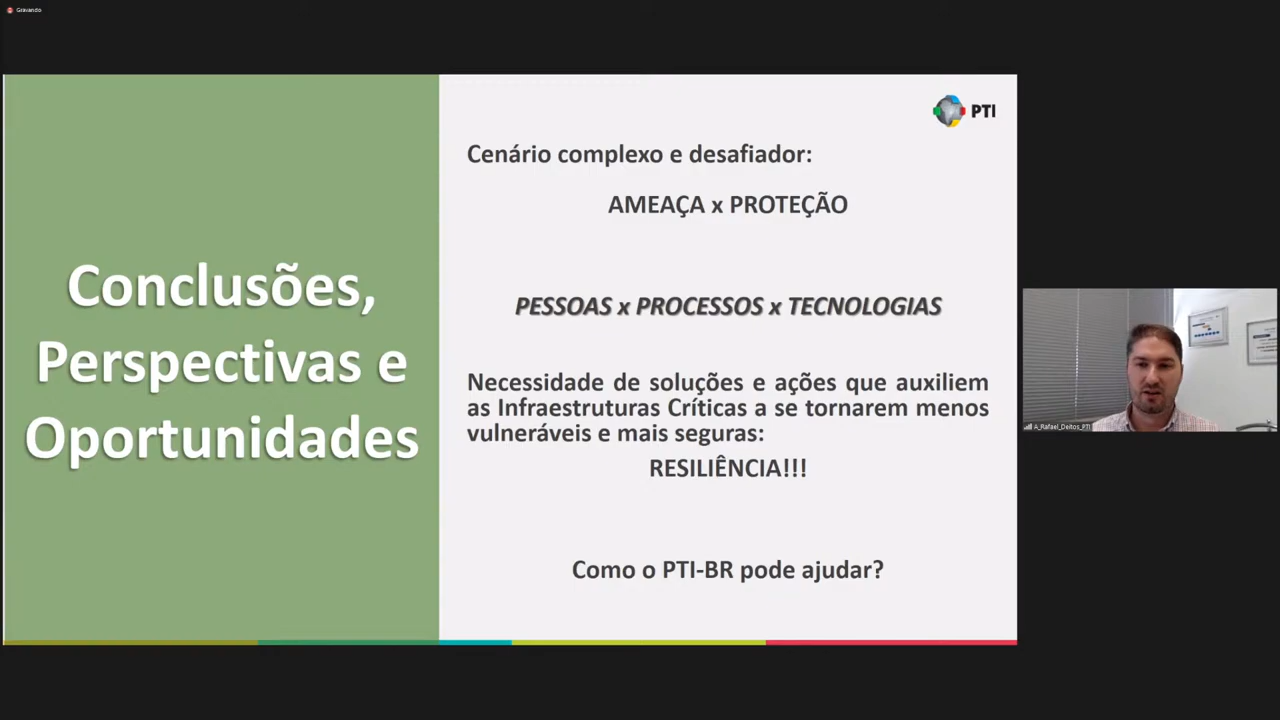 Gravando
PTI
Cenário complexo e desafiador:
AMEAÇA x PROTEÇÃO
Conclusões,
Perspectivas e
Oportunidades
PESSOAS x PROCESSOS x TECNOLOGIAS
Necessidade de soluções e ações que auxiliem
as Infraestruturas Críticas a se tornarem menos
vulneráveis e mais seguras:
RESILIÊNCIA!!!
Como o PTI-BR pode ajudar?
A_Rafael_Deitos_PTI